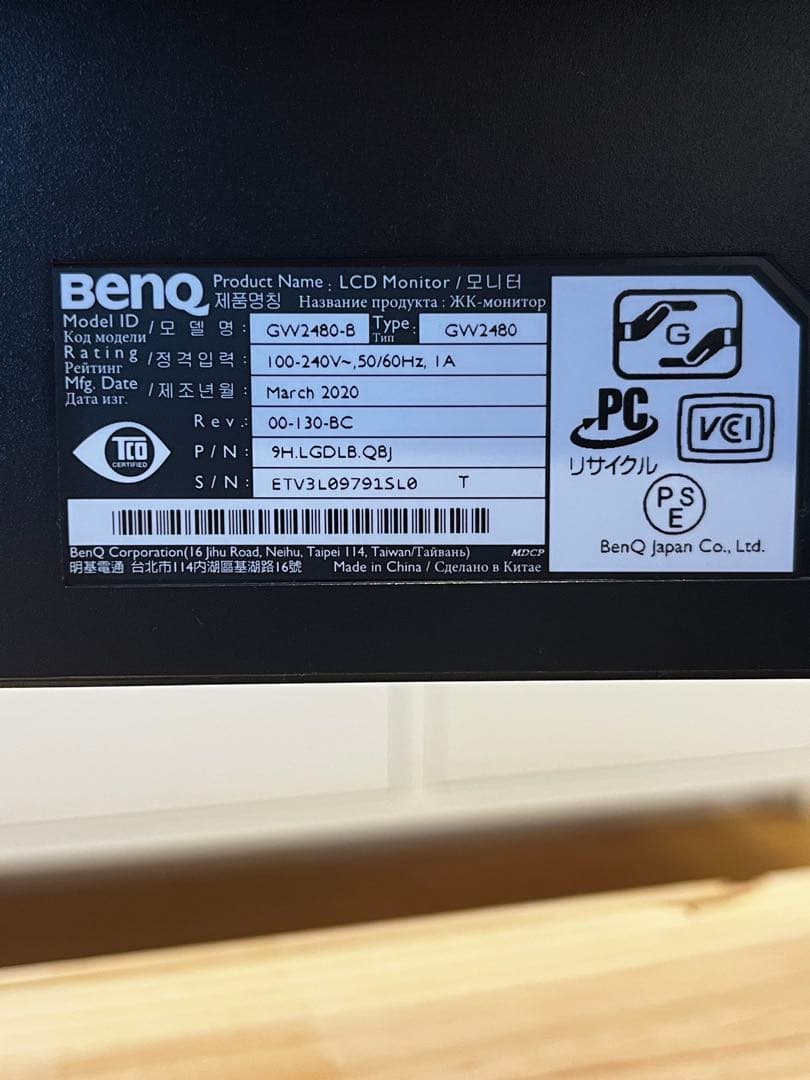 BenQ Product Name : LCD Monitor / 모니터
제품명칭 Название продукта : ЖК-монитор
Model ID / 모 델 명 : GW2480-B Type : GW2480
Код модели Тип
Rating / 정격입력 : 100-240V~,50/60Hz, 1A
Рейтинг
Mfg. Date / 제조년월 : March 2020
Дата изг.
Rev.: 00-130-BC
P/N: 9H.LGDLB.QBJ
S/N: ETV3L09791SL0 T
TCO
CERTIFIED
BenQ Corporation(16 Jihu Road, Neihu, Taipei 114, Taiwan/Тайвань) MDCP
明基電通 台北市114內湖區基湖路16號 Made in China / Сделано в Китае
G
PC
リサイクル
VCI
PSE
BenQ Japan Co., Ltd.